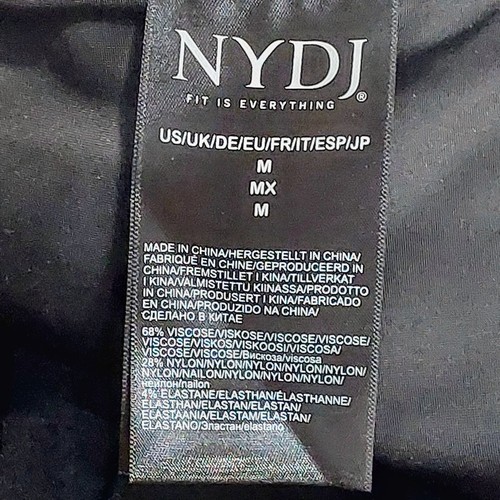 NYDJ®
FIT IS EVERYTHING
US/UK/DE/EU/FR/IT/ESP/JP
M
MX
M
MADE IN CHINA/HERGESTELLT IN CHINA/
FABRIQUÉ EN CHINE/GEPRODUCEERD IN
CHINA/FREMSTILLET I KINA/TILLVERKAT
I KINA/VALMISTETTU KIINASSA/PRODOTTO
IN CHINA/PRODUSERT I KINA/FABRICADO
EN CHINA/PRODUZIDO NA CHINA/
СДЕЛАНО В КИТАЕ
68% VISCOSE/VISKOSE/VISCOSE/VISCOSE/
VISCOSE/VISKOS/VISKOOSI/VISCOSA/
VISCOSE/VISCOSA/Вискоза/viscosa
28% NYLON/NYLON/NYLON/NYLON/
NYLON/NAILON/NYLON/NYLON/NYLON/
нейлон/nailon
4% ELASTANE/ELASTHAN/ÉLASTHANNE/
ELASTHAN/ELASTAN/ELASTAN/
ELASTAANIA/ELASTAM/ELASTAN/
ELASTANO/Эластан/elastano